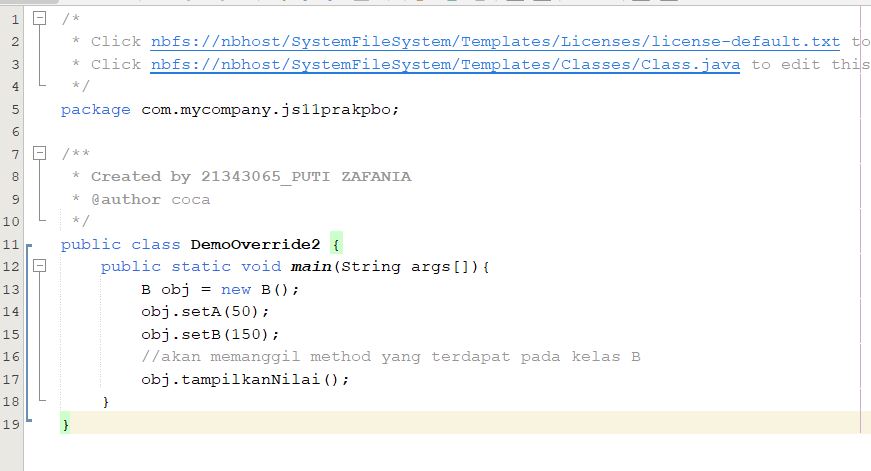 1 /*
2 * Click nbfs://nbhost/SystemFileSystem/Templates/Licenses/license-default.txt to
3 * Click nbfs://nbhost/SystemFileSystem/Templates/Classes/Class.java to edit this
4 */
5 package com.mycompany.js11prakpbo;
6
7 /**
8 * Created by 21343065_PUTI ZAFANIA
9 * @author coca
10 */
11 public class DemoOverride2 {
12 public static void main(String args[]){
13 B obj = new B();
14 obj.setA(50);
15 obj.setB(150);
16 //akan memanggil method yang terdapat pada kelas B
17 obj.tampilkanNilai();
18 }
19 }